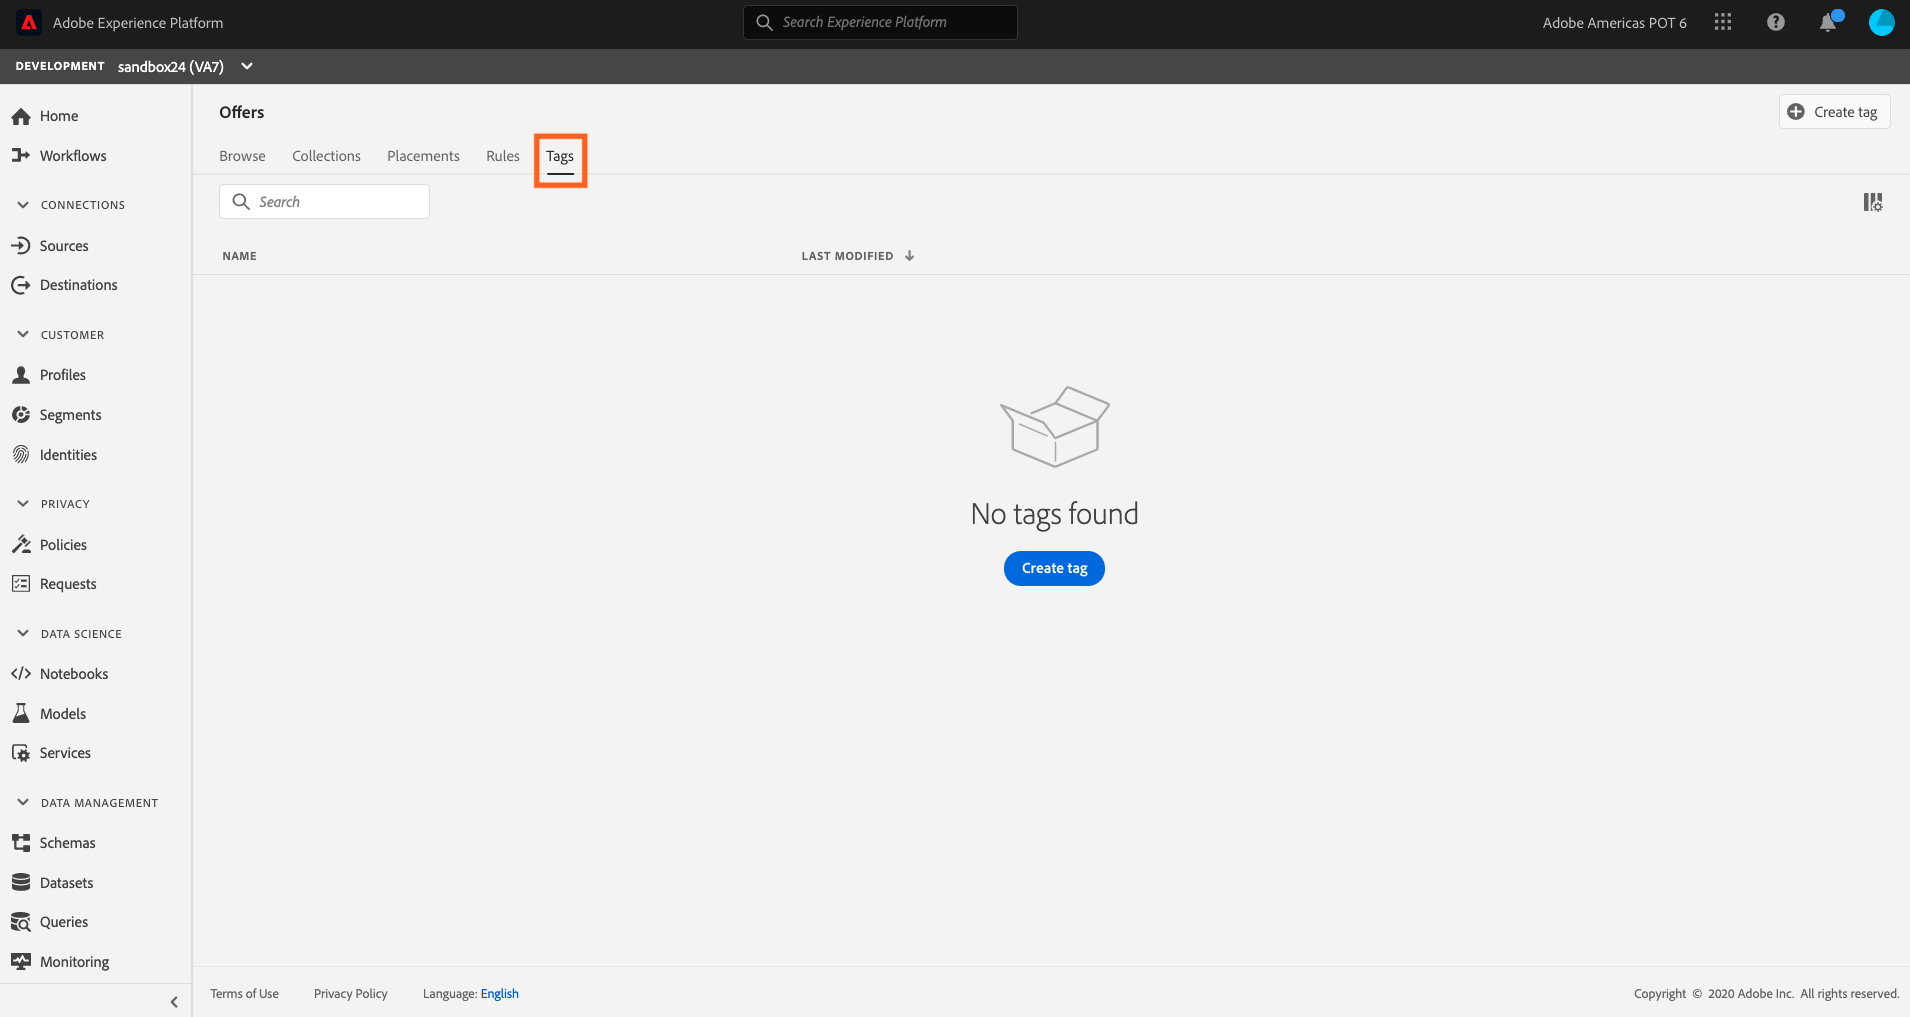 Adobe Experience Platform
Search Experience Platform
Adobe Americas POT 6
DEVELOPMENT sandbox24 (VA7)
Home
Workflows
CONNECTIONS
Sources
Destinations
CUSTOMER
Profiles
Segments
Identities
PRIVACY
Policies
Requests
DATA SCIENCE
Notebooks
Models
Services
DATA MANAGEMENT
Schemas
Datasets
Queries
Monitoring
Offers
Create tag
Browse Collections Placements Rules Tags
Search
NAME LAST MODIFIED
No tags found
Create tag
Terms of Use Privacy Policy Language: English
Copyright © 2020 Adobe Inc. All rights reserved.